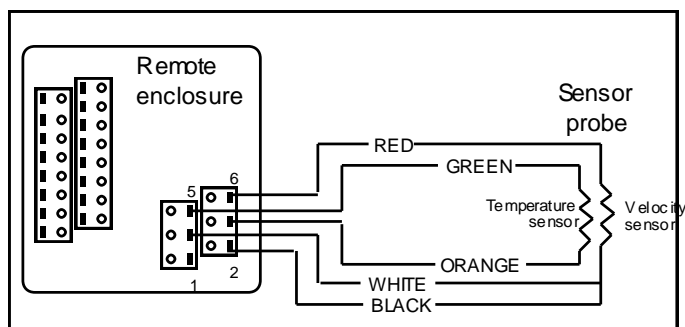 Remote
enclosure
Sensor
probe
RED
GREEN
6
5
Temperature
sensor
Velocity
sensor
ORANGE
WHITE
BLACK
2
1